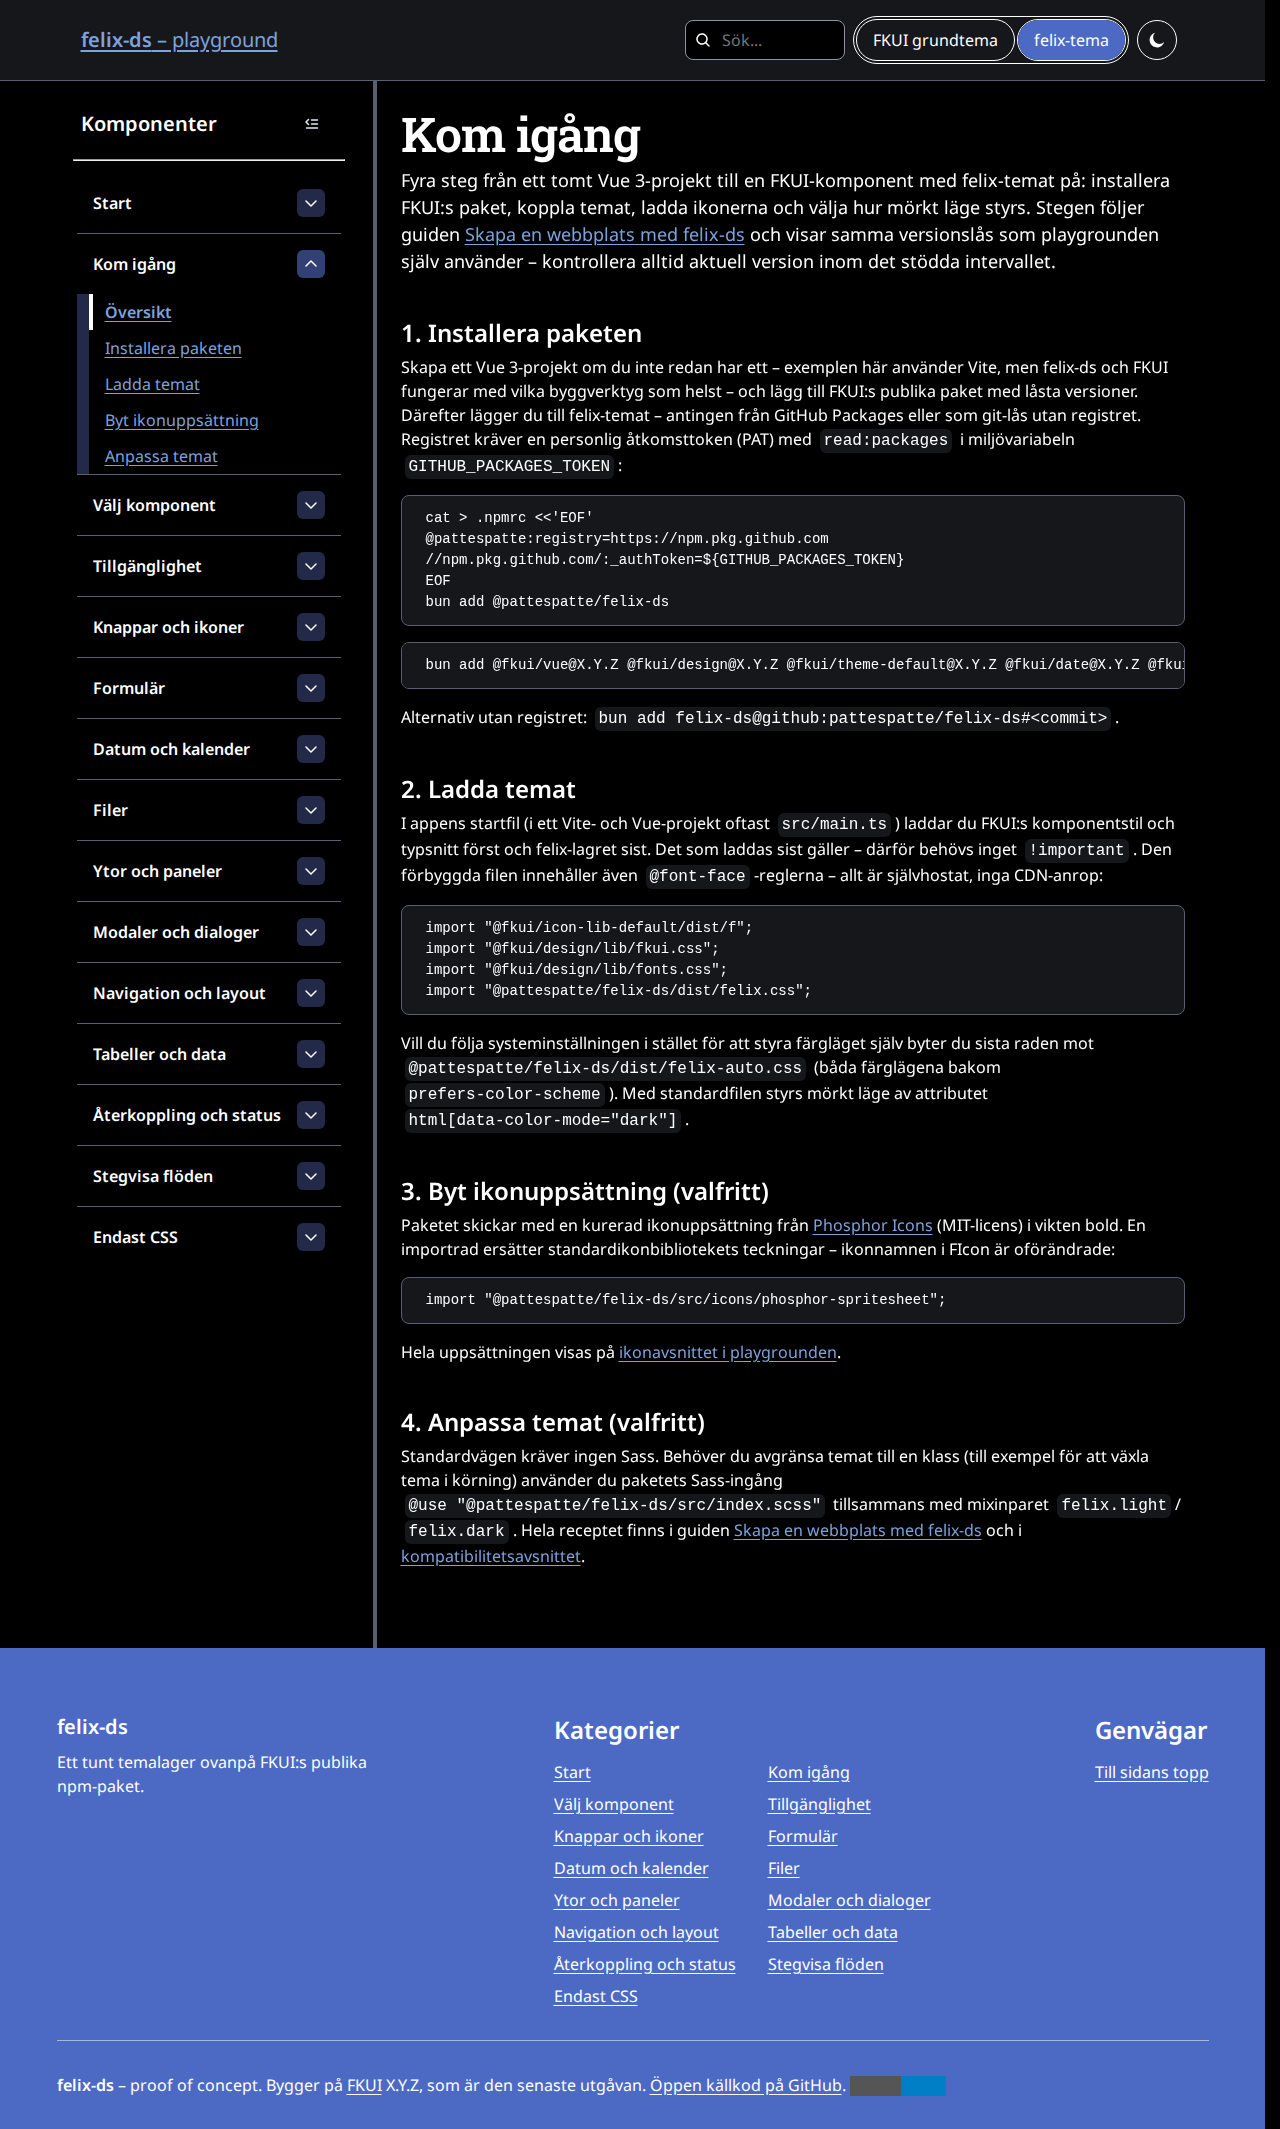 felix-ds – playground
Sök...
FKUI grundtema
felix-tema
Komponenter
Start
Kom igång
Översikt
Installera paketen
Ladda temat
Byt ikonuppsättning
Anpassa temat
Välj komponent
Tillgänglighet
Knappar och ikoner
Formulär
Datum och kalender
Filer
Ytor och paneler
Modaler och dialoger
Navigation och layout
Tabeller och data
Återkoppling och status
Stegvisa flöden
Endast CSS
Kom igång
Fyra steg från ett tomt Vue 3-projekt till en FKUI-komponent med felix-temat på: installera
FKUI:s paket, koppla temat, ladda ikonerna och välja hur mörkt läge styrs. Stegen följer
guiden Skapa en webbplats med felix-ds och visar samma versionslås som playgrounden
själv använder – kontrollera alltid aktuell version inom det stödda intervallet.
1. Installera paketen
Skapa ett Vue 3-projekt om du inte redan har ett – exemplen här använder Vite, men felix-ds och FKUI
fungerar med vilka byggverktyg som helst – och lägg till FKUI:s publika paket med låsta versioner.
Därefter lägger du till felix-temat – antingen från GitHub Packages eller som git-lås utan registret.
Registret kräver en personlig åtkomsttoken (PAT) med read:packages i miljövariabeln
GITHUB_PACKAGES_TOKEN :
cat > .npmrc <<'EOF'
@pattespatte:registry=https://npm.pkg.github.com
//npm.pkg.github.com/:_authToken=${GITHUB_PACKAGES_TOKEN}
EOF
bun add @pattespatte/felix-ds
bun add @fkui/vue@X.Y.Z @fkui/design@X.Y.Z @fkui/theme-default@X.Y.Z @fkui/date@X.Y.Z @fku
Alternativ utan registret: bun add felix-ds@github:pattespatte/felix-ds#<commit> .
2. Ladda temat
I appens startfil (i ett Vite- och Vue-projekt oftast src/main.ts ) laddar du FKUI:s komponentstil och
typsnitt först och felix-lagret sist. Det som laddas sist gäller – därför behövs inget !important . Den
förbyggda filen innehåller även @font-face -reglerna – allt är självhostat, inga CDN-anrop:
import "@fkui/icon-lib-default/dist/f";
import "@fkui/design/lib/fkui.css";
import "@fkui/design/lib/fonts.css";
import "@pattespatte/felix-ds/dist/felix.css";
Vill du följa systeminställningen i stället för att styra färgläget själv byter du sista raden mot
@pattespatte/felix-ds/dist/felix-auto.css (båda färglägena bakom
prefers-color-scheme ). Med standardfilen styrs mörkt läge av attributet
html[data-color-mode="dark"] .
3. Byt ikonuppsättning (valfritt)
Paketet skickar med en kurerad ikonuppsättning från Phosphor Icons (MIT-licens) i vikten bold. En
importrad ersätter standardikonbibliotekets teckningar – ikonnamnen i FIcon är oförändrade:
import "@pattespatte/felix-ds/src/icons/phosphor-spritesheet";
Hela uppsättningen visas på ikonavsnittet i playgrounden.
4. Anpassa temat (valfritt)
Standardvägen kräver ingen Sass. Behöver du avgränsa temat till en klass (till exempel för att växla
tema i körning) använder du paketets Sass-ingång
@use "@pattespatte/felix-ds/src/index.scss" tillsammans med mixinparet felix.light /
felix.dark . Hela receptet finns i guiden Skapa en webbplats med felix-ds och i
kompatibilitetsavsnittet.
felix-ds
Ett tunt temalager ovanpå FKUI:s publika
npm-paket.
Kategorier
Start
Kom igång
Välj komponent
Tillgänglighet
Knappar och ikoner
Formulär
Datum och kalender
Filer
Ytor och paneler
Modaler och dialoger
Navigation och layout
Tabeller och data
Återkoppling och status
Stegvisa flöden
Endast CSS
Genvägar
Till sidans topp
felix-ds – proof of concept. Bygger på FKUI X.Y.Z, som är den senaste utgåvan. Öppen källkod på GitHub.